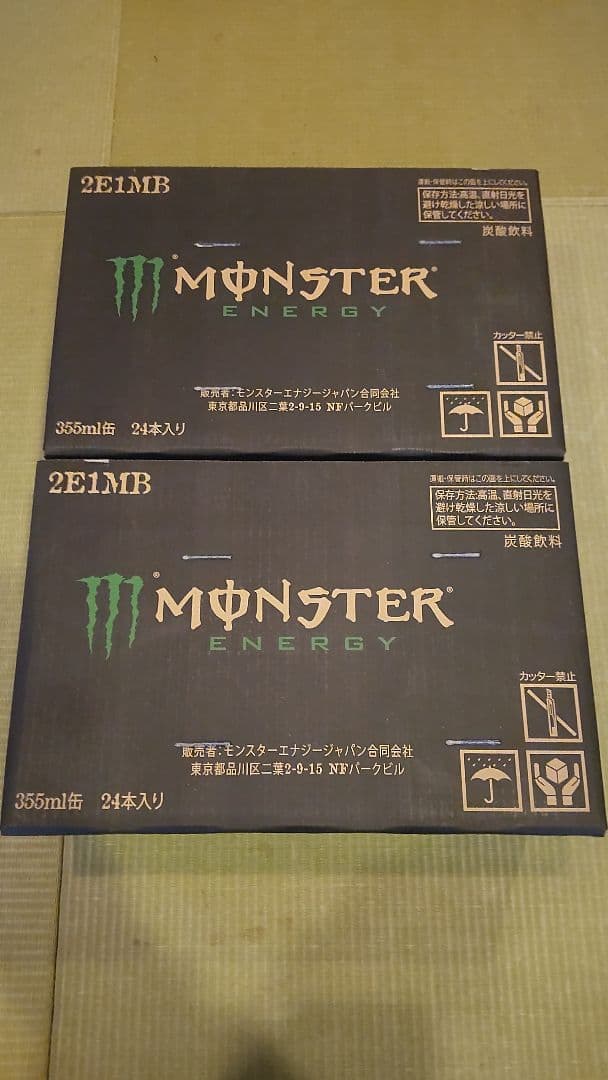 2E1MB
運搬・保管時はこの面を上にしてください。
保存方法:高温、直射日光を
避け乾燥した涼しい場所に
保管してください。
炭酸飲料
MONSTER
ENERGY
カッター禁止
販売者:モンスターエナジージャパン合同会社
東京都品川区二葉2-9-15 NFパークビル
355ml缶 24本入り
2E1MB
運搬・保管時はこの面を上にしてください。
保存方法:高温、直射日光を
避け乾燥した涼しい場所に
保管してください。
炭酸飲料
MONSTER
ENERGY
カッター禁止
販売者:モンスターエナジージャパン合同会社
東京都品川区二葉2-9-15 NFパークビル
355ml缶 24本入り